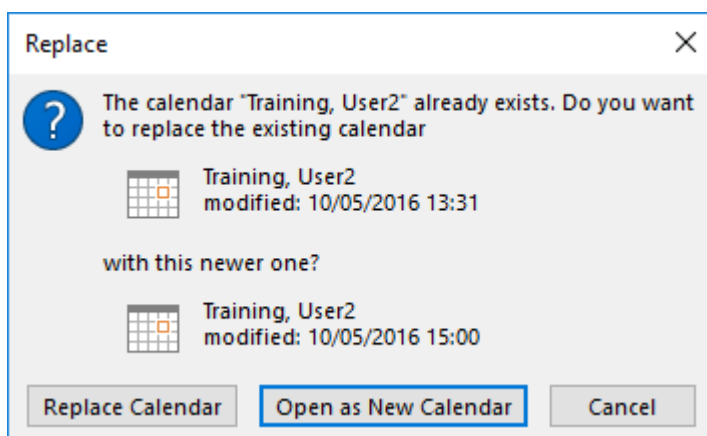 Replace
The calendar "Training, User2" already exists. Do you want
to replace the existing calendar
Training, User2
modified: 10/05/2016 13:31
with this newer one?
Training, User2
modified: 10/05/2016 15:00
Replace Calendar Open as New Calendar Cancel